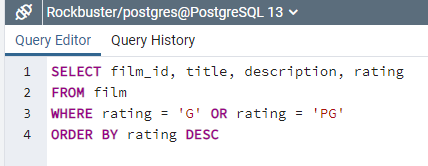 Rockbuster/postgres@PostgreSQL 13
Query Editor Query History
1 SELECT film_id, title, description, rating
2 FROM film
3 WHERE rating = 'G' OR rating = 'PG'
4 ORDER BY rating DESC